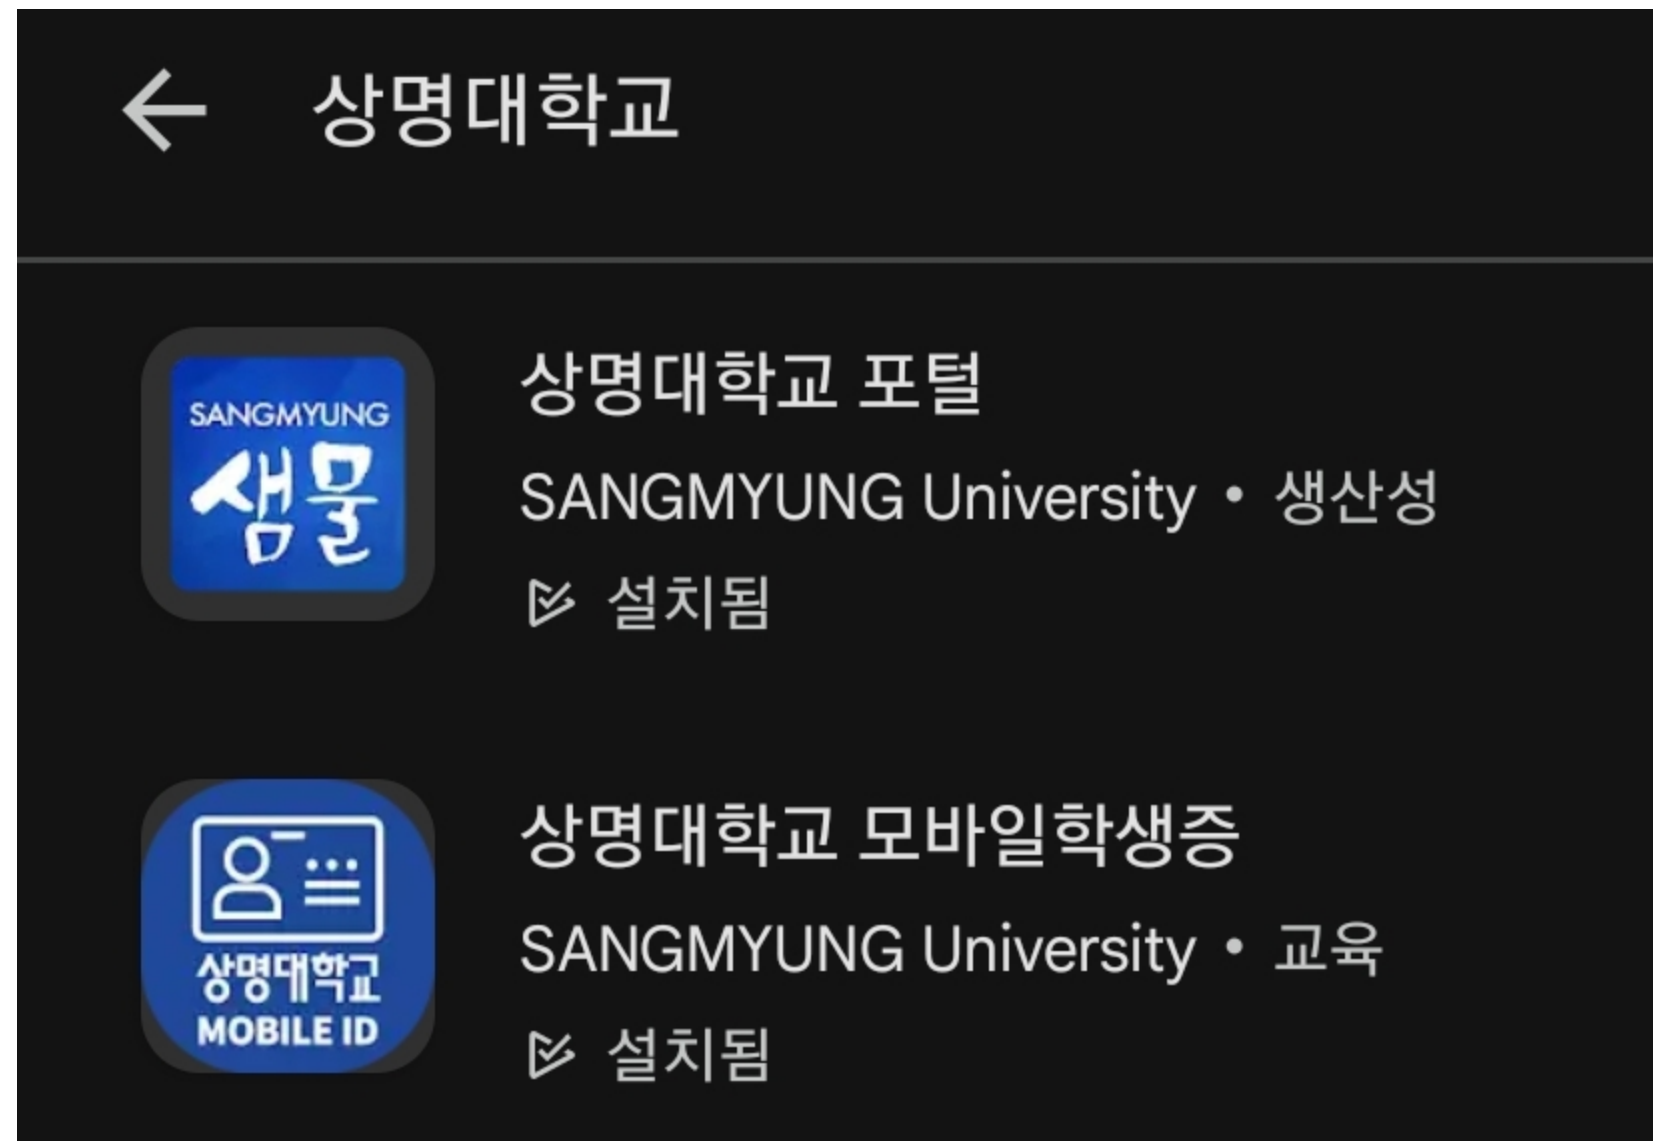 상명대학교
SANGMYUNG
샘물
상명대학교 포털
SANGMYUNG University • 생산성
설치됨
상명대학교
MOBILE ID
상명대학교 모바일학생증
SANGMYUNG University • 교육
설치됨